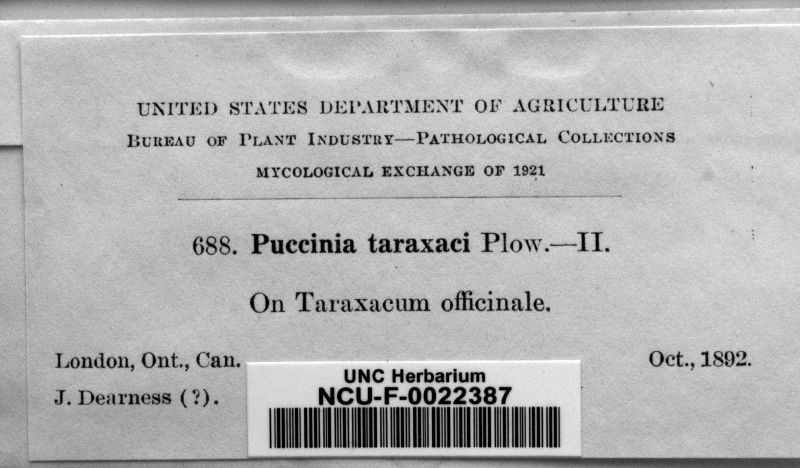 UNITED STATES DEPARTMENT OF AGRICULTURE
BUREAU OF PLANT INDUSTRY—PATHOLOGICAL COLLECTIONS
MYCOLOGICAL EXCHANGE OF 1921
688. Puccinia taraxaci Plow.—II.
On Taraxacum officinale.
London, Ont., Can. Oct., 1892.
J. Dearness (?).
UNC Herbarium
NCU-F-0022387